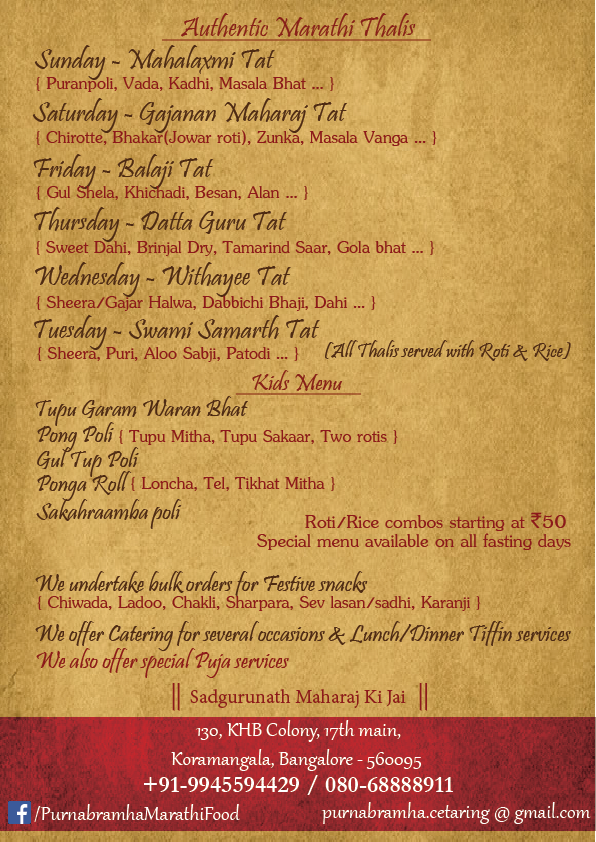 Authentic Marathi Thalis
Sunday ~ Mahalaxmi Tat
{ Puranpoli, Vada, Kadhi, Masala Bhat ... }
Saturday ~ Gajanan Maharaj Tat
{ Chirotte, Bhakar(Jowar roti), Zunka, Masala Vanga ... }
Friday ~ Balaji Tat
{ Gul Shela, Khichadi, Besan, Alan ... }
Thursday ~ Datta Guru Tat
{ Sweet Dahi, Brinjal Dry, Tamarind Saar, Gola bhat ... }
Wednesday ~ Withayee Tat
{ Sheera/Gajar Halwa, Dabbichi Bhaji, Dahi ... }
Tuesday ~ Swami Samarth Tat
{ Sheera, Puri, Aloo Sabji, Patodi ... } (All Thalis served with Roti & Rice)
Kids Menu
Tupu Garam Waran Bhat
Pong Poli { Tupu Mitha, Tupu Sakaar, Two rotis }
Gul Tup Poli
Ponga Roll { Loncha, Tel, Tikhat Mitha }
Sakahraamba poli
Roti/Rice combos starting at ₹50
Special menu available on all fasting days
We undertake bulk orders for Festive snacks
{ Chiwada, Ladoo, Chakli, Sharpara, Sev lasan/sadhi, Karanji }
We offer Catering for several occasions & Lunch/Dinner Tiffin services
We also offer special Puja services
|| Sadgurunath Maharaj Ki Jai ||
130, KHB Colony, 17th main,
Koramangala, Bangalore - 560095
+91-9945594429 / 080-68888911
f /PurnabramhaMarathiFood purnabramha.cetaring @ gmail.com